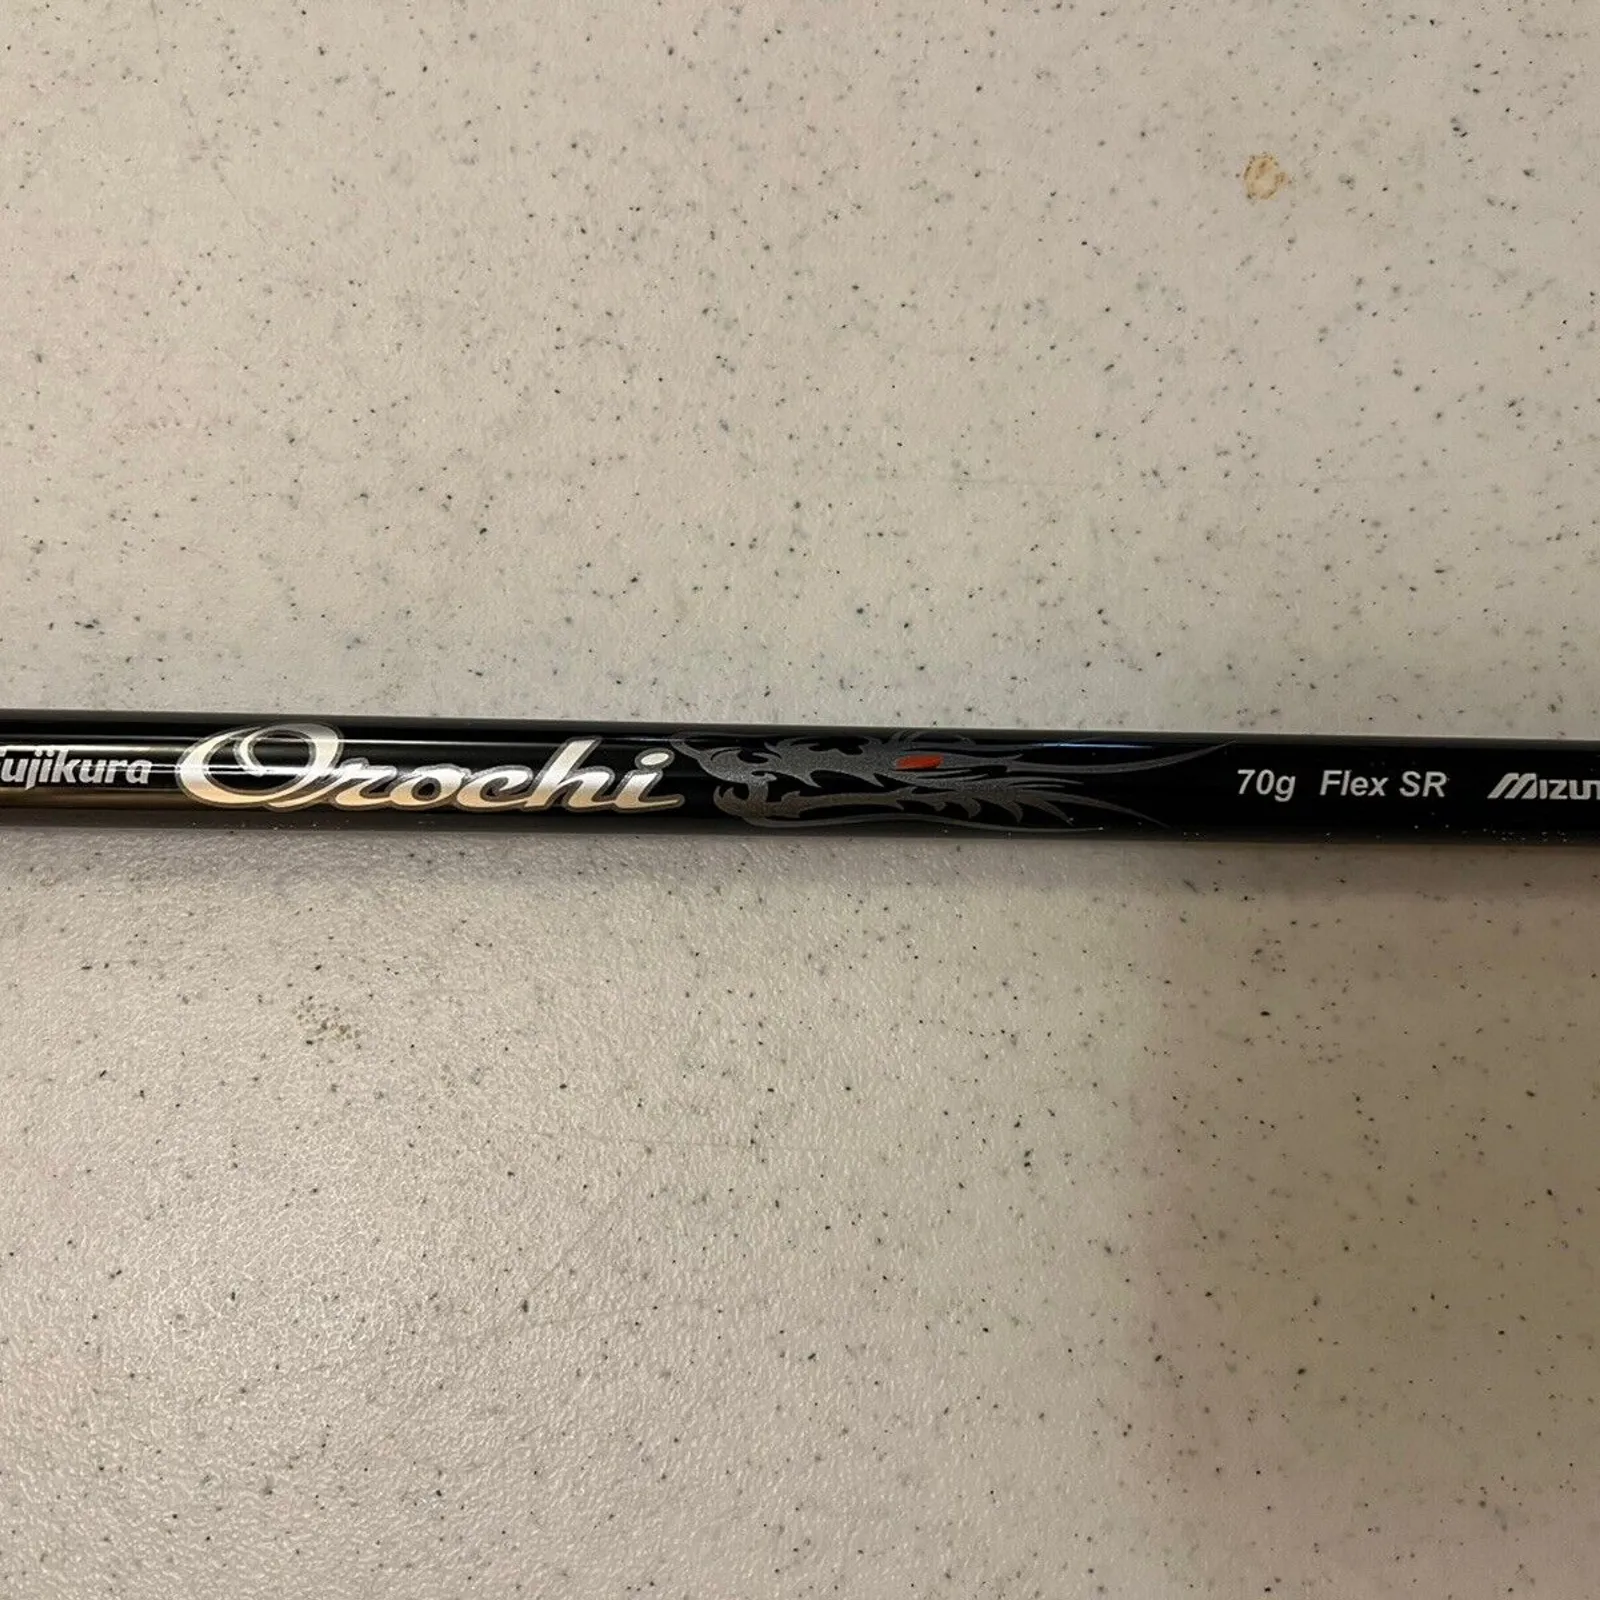 ujikura Orochi 70g Flex SR MIZU